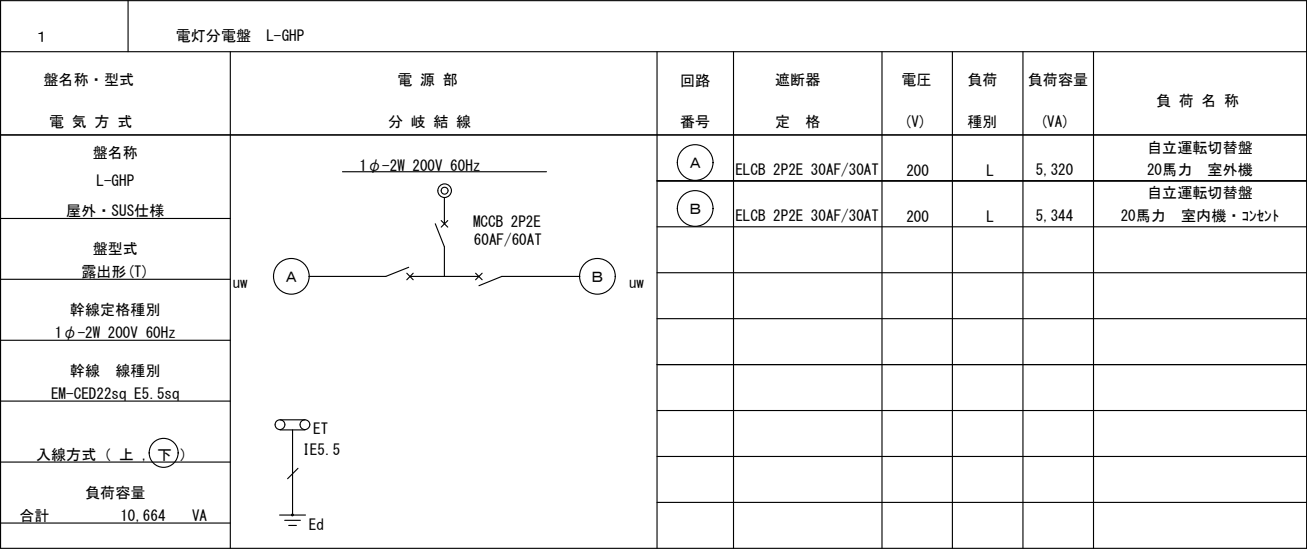 1 電灯分電盤 L-GHP
盤名称・型式 電源部 回路 遮断器 電圧 負荷 負荷容量 負荷名称
電気方式 分岐結線 番号 定格 (V) 種別 (VA)
盤名称
L-GHP
屋外・SUS仕様
盤型式
露出形(T)
幹線定格種別
1φ-2W 200V 60Hz
幹線 線種別
EM-CED22sq E5.5sq
入線方式 ( 上 , 下 )
負荷容量
合計 10,664 VA
1φ-2W 200V 60Hz
MCCB 2P2E
60AF/60AT
uw A B uw
ET
IE5.5
Ed
自立運転切替盤
A ELCB 2P2E 30AF/30AT 200 L 5,320 20馬力 室外機
自立運転切替盤
B ELCB 2P2E 30AF/30AT 200 L 5,344 20馬力 室内機・コンセント